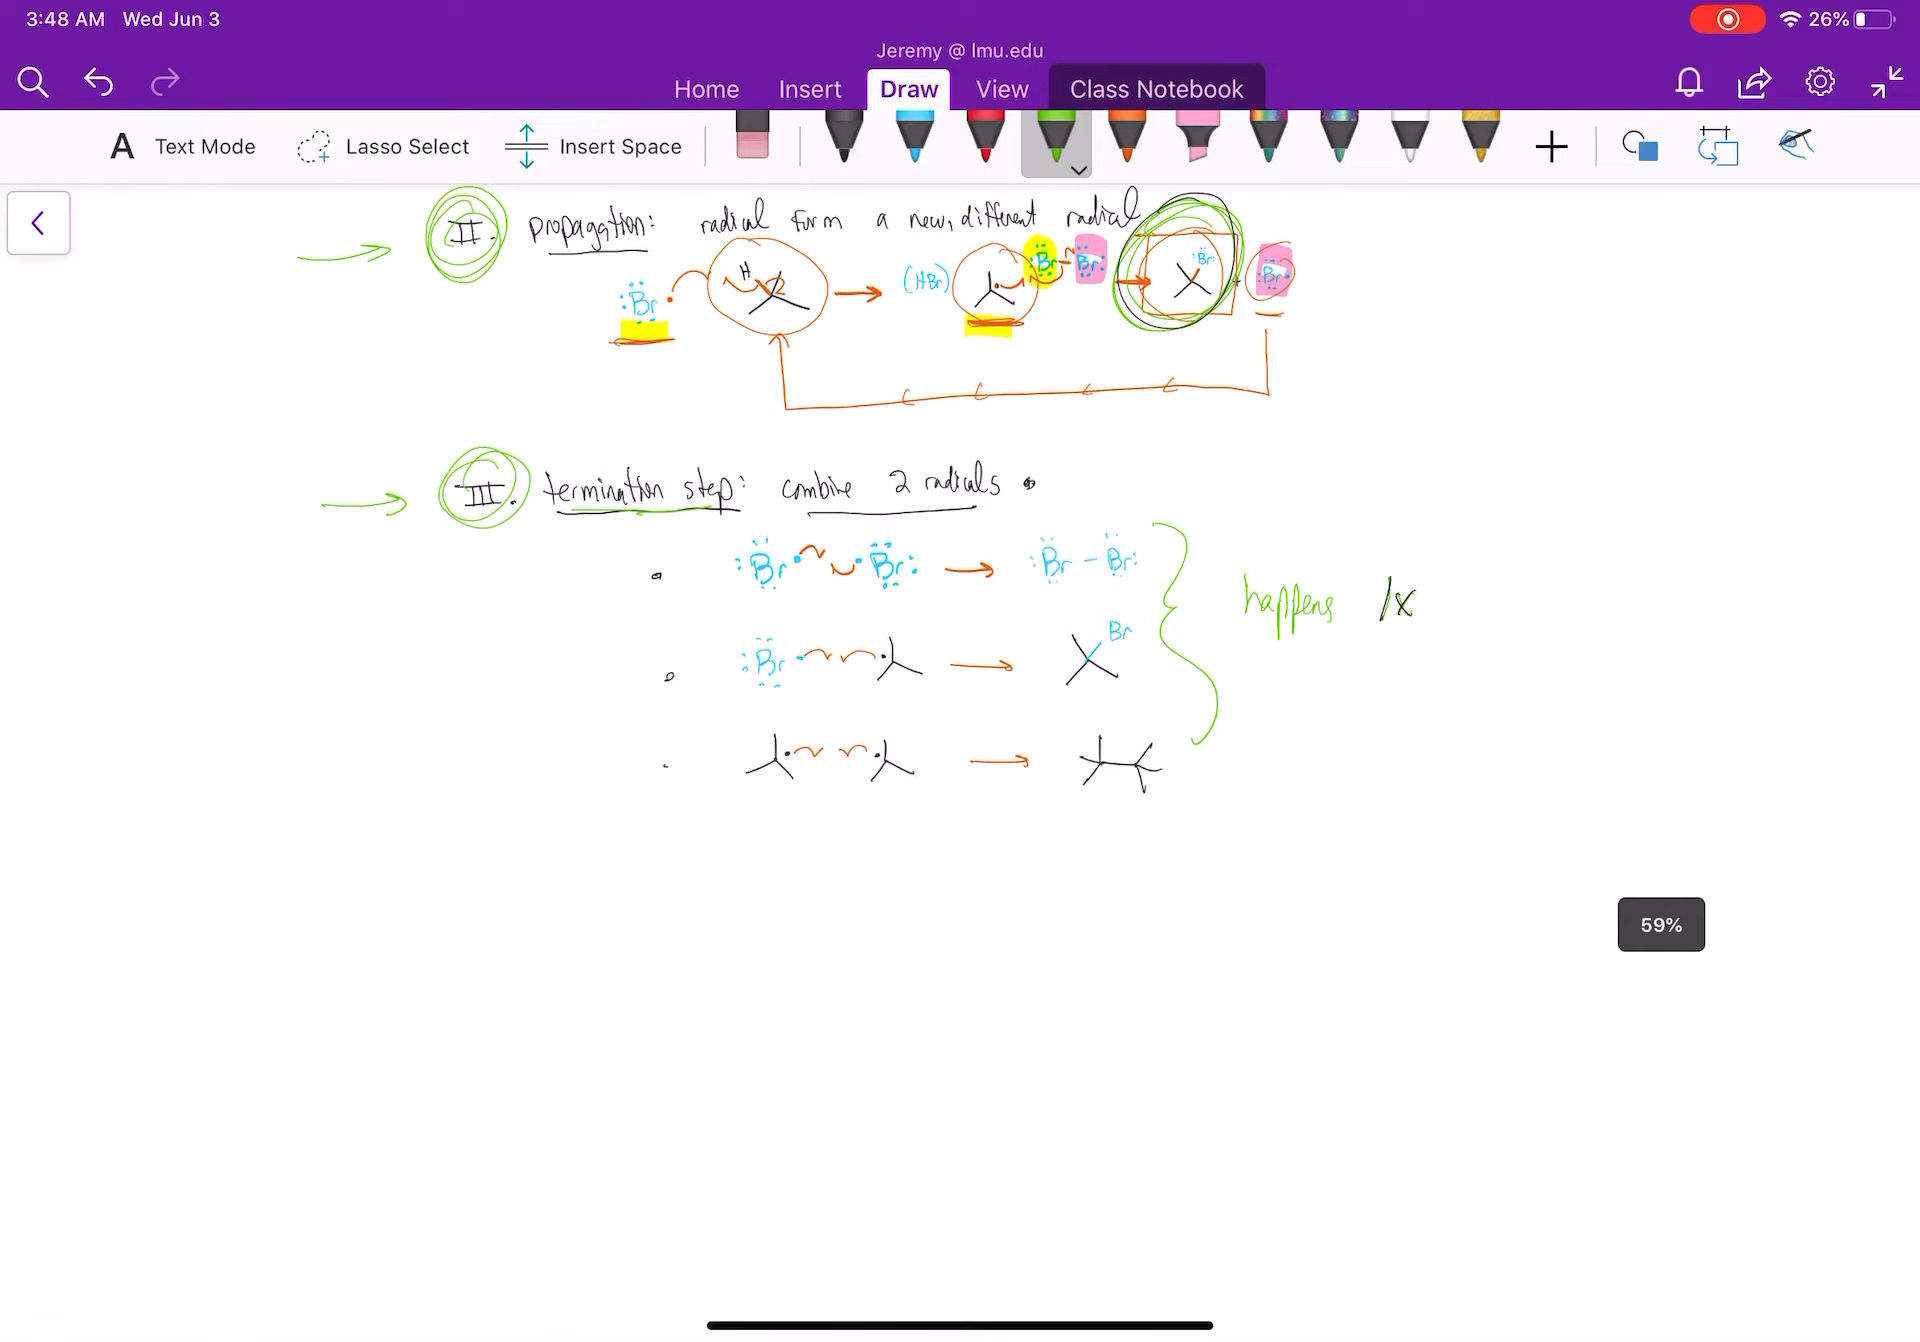 3:48 AM Wed Jun 3
26%
Jeremy @ lmu.edu
Home Insert Draw View Class Notebook
A Text Mode Lasso Select Insert Space
II. propagation: radical form a new, different radical
:Br• H → (HBr) • :Br–Br: → Br: + :Br•
III. termination step: combine 2 radicals •
• :Br• •Br: → :Br – Br:
happens 1x
• :Br• • → Br
59%